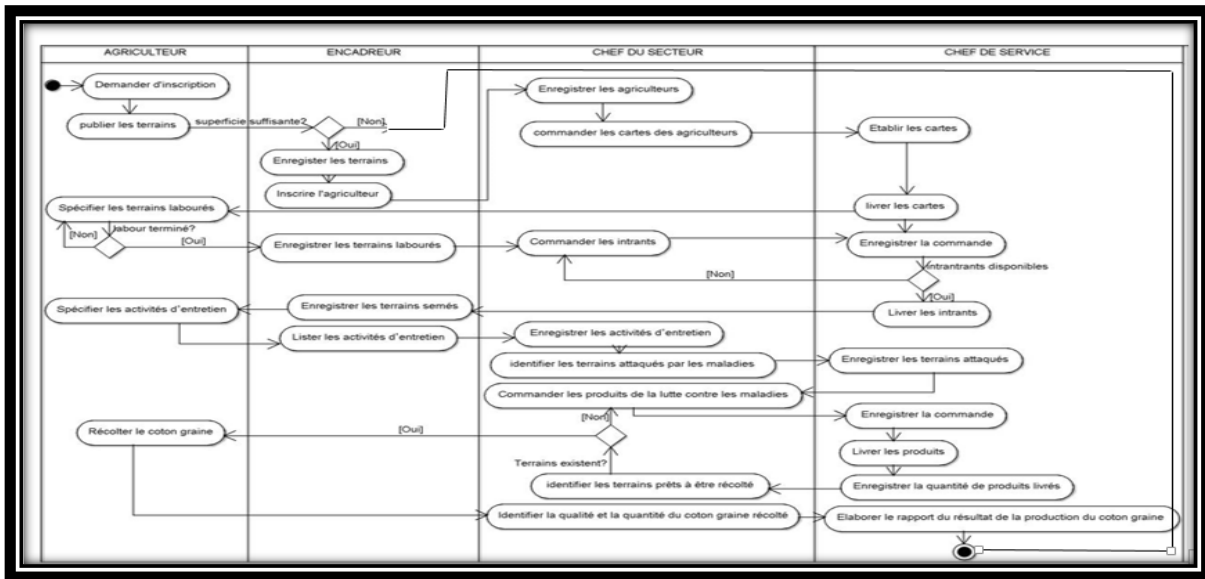 AGRICULTEUR ENCADREUR CHEF DU SECTEUR CHEF DE SERVICE
Demander d'inscription
Enregistrer les agriculteurs
publier les terrains
superficie suffisante?
[Non]
commander les cartes des agriculteurs
Etablir les cartes
[Oui]
Enregister les terrains
Inscrire l'agriculteur
Spécifier les terrains labourés
livrer les cartes
labour terminé?
[Non]
[Oui]
Enregistrer les terrains labourés
Commander les intrants
Enregistrer la commande
[Non]
intrantrants disponibles
[Oui]
Spécifier les activités d'entretien
Enregistrer les terrains semés
Livrer les intrants
Lister les activités d'entretien
Enregistrer les activités d'entretien
identifier les terrains attaqués par les maladies
Enregistrer les terrains attaqués
Commander les produits de la lutte contre les maladies
[Non]
Enregistrer la commande
Récolter le coton graine
[Oui]
Livrer les produits
Terrains existent?
identifier les terrains prêts à être récolté
Enregistrer la quantité de produits livrés
Identifier la qualité et la quantité du coton graine récolté
Elaborer le rapport du résultat de la production du coton graine